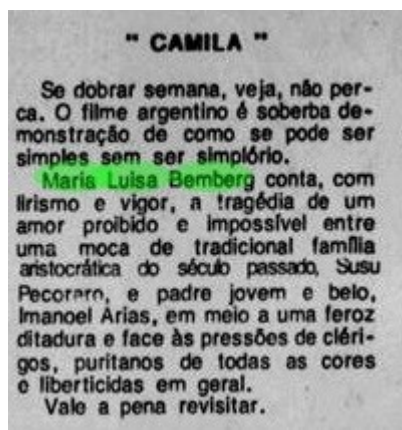 " CAMILA "
Se dobrar semana, veja, não per-
ca. O filme argentino é soberba de-
monstração de como se pode ser
simples sem ser simplório.
Maria Luisa Bemberg conta, com
lirismo e vigor, a tragédia de um
amor proibido e impossível entre
uma moca de tradicional família
aristocrática do século passado, Susu
Pecoraro, e padre jovem e belo,
Imanoel Arias, em meio a uma feroz
ditadura e face às pressões de cléri-
gos, puritanos de todas as cores
e liberticidas em geral.
Vale a pena revisitar.